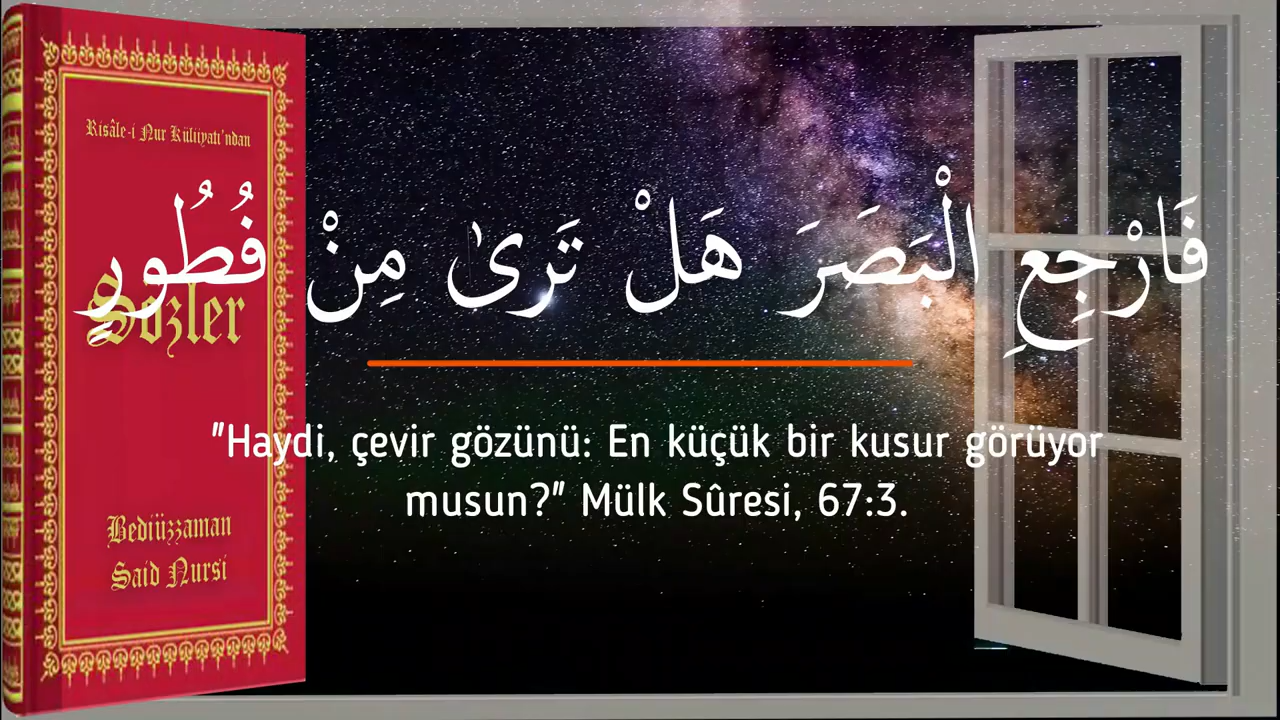 Risâle-i Nur Külliyatı'ndan
Sözler
Bediüzzaman
Said Nursi
فَارْجِعِ الْبَصَرَ هَلْ تَرىٰ مِنْ فُطُورٍ
"Haydi, çevir gözünü: En küçük bir kusur görüyor
musun?" Mülk Sûresi, 67:3.